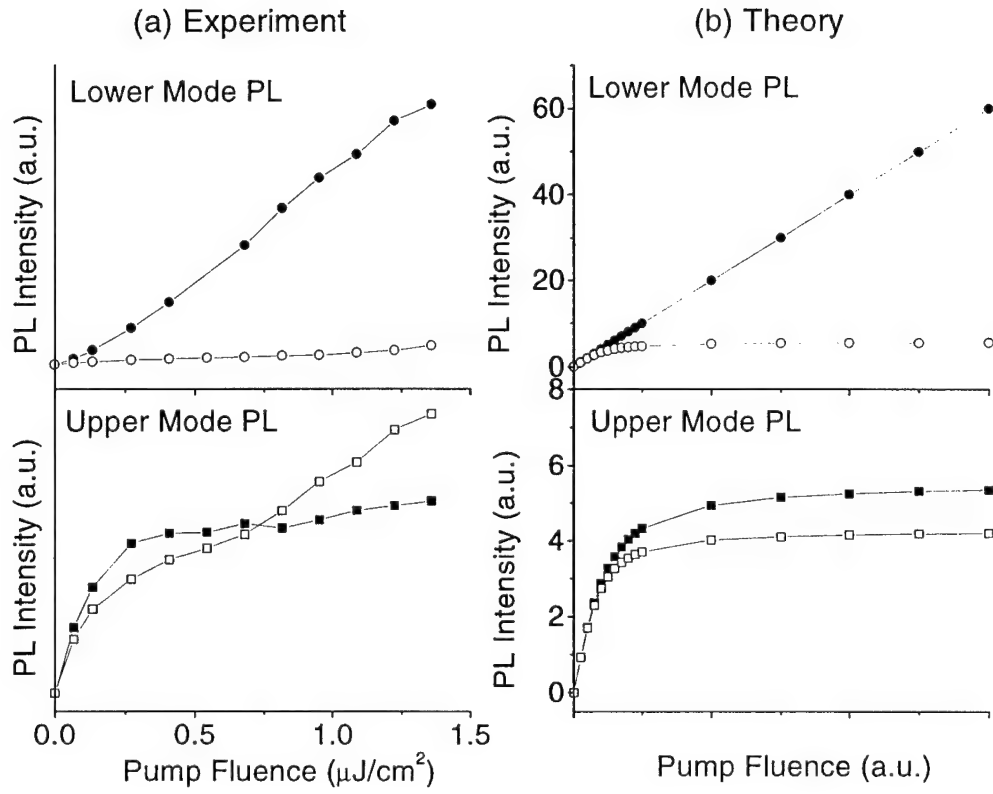 (a) Experiment
(b) Theory
Lower Mode PL
PL Intensity (a.u.)
Lower Mode PL
PL Intensity (a.u.)
60
40
20
0
Upper Mode PL
PL Intensity (a.u.)
0.0
0.5
1.0
1.5
Pump Fluence (μJ/cm²)
Upper Mode PL
PL Intensity (a.u.)
8
6
4
2
0
Pump Fluence (a.u.)